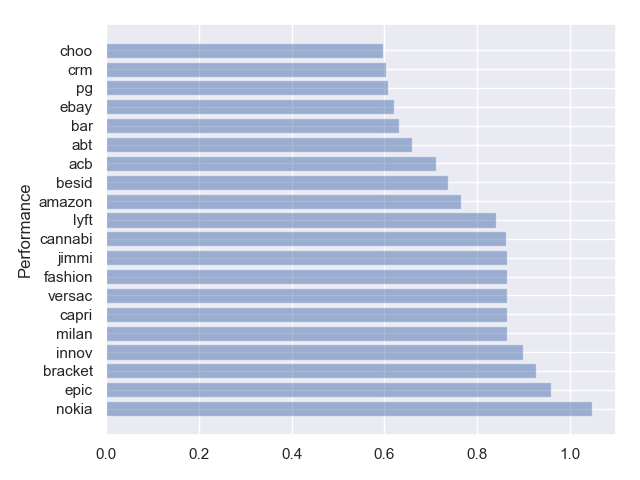 choo
crm
pg
ebay
bar
abt
acb
besid
amazon
lyft
cannabi
jimmi
fashion
versac
capri
milan
innov
bracket
epic
nokia
Performance
0.0 0.2 0.4 0.6 0.8 1.0